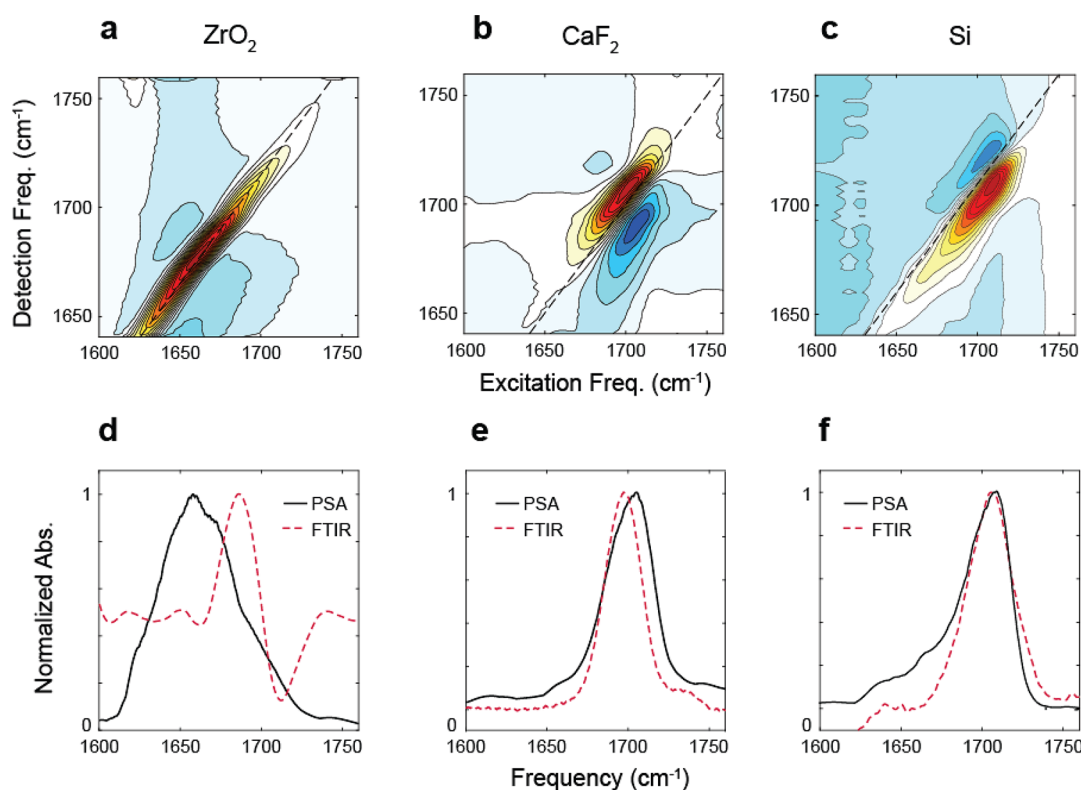 a ZrO₂
b CaF₂
c Si
Detection Freq. (cm⁻¹)
1750
1700
1650
1600 1650 1700 1750
1750
1700
1650
1600 1650 1700 1750
1750
1700
1650
1600 1650 1700 1750
Excitation Freq. (cm⁻¹)
d
e
f
Normalized Abs.
1
0
PSA
FTIR
1600 1650 1700 1750
1
0
PSA
FTIR
1600 1650 1700 1750
1
0
PSA
FTIR
1600 1650 1700 1750
Frequency (cm⁻¹)